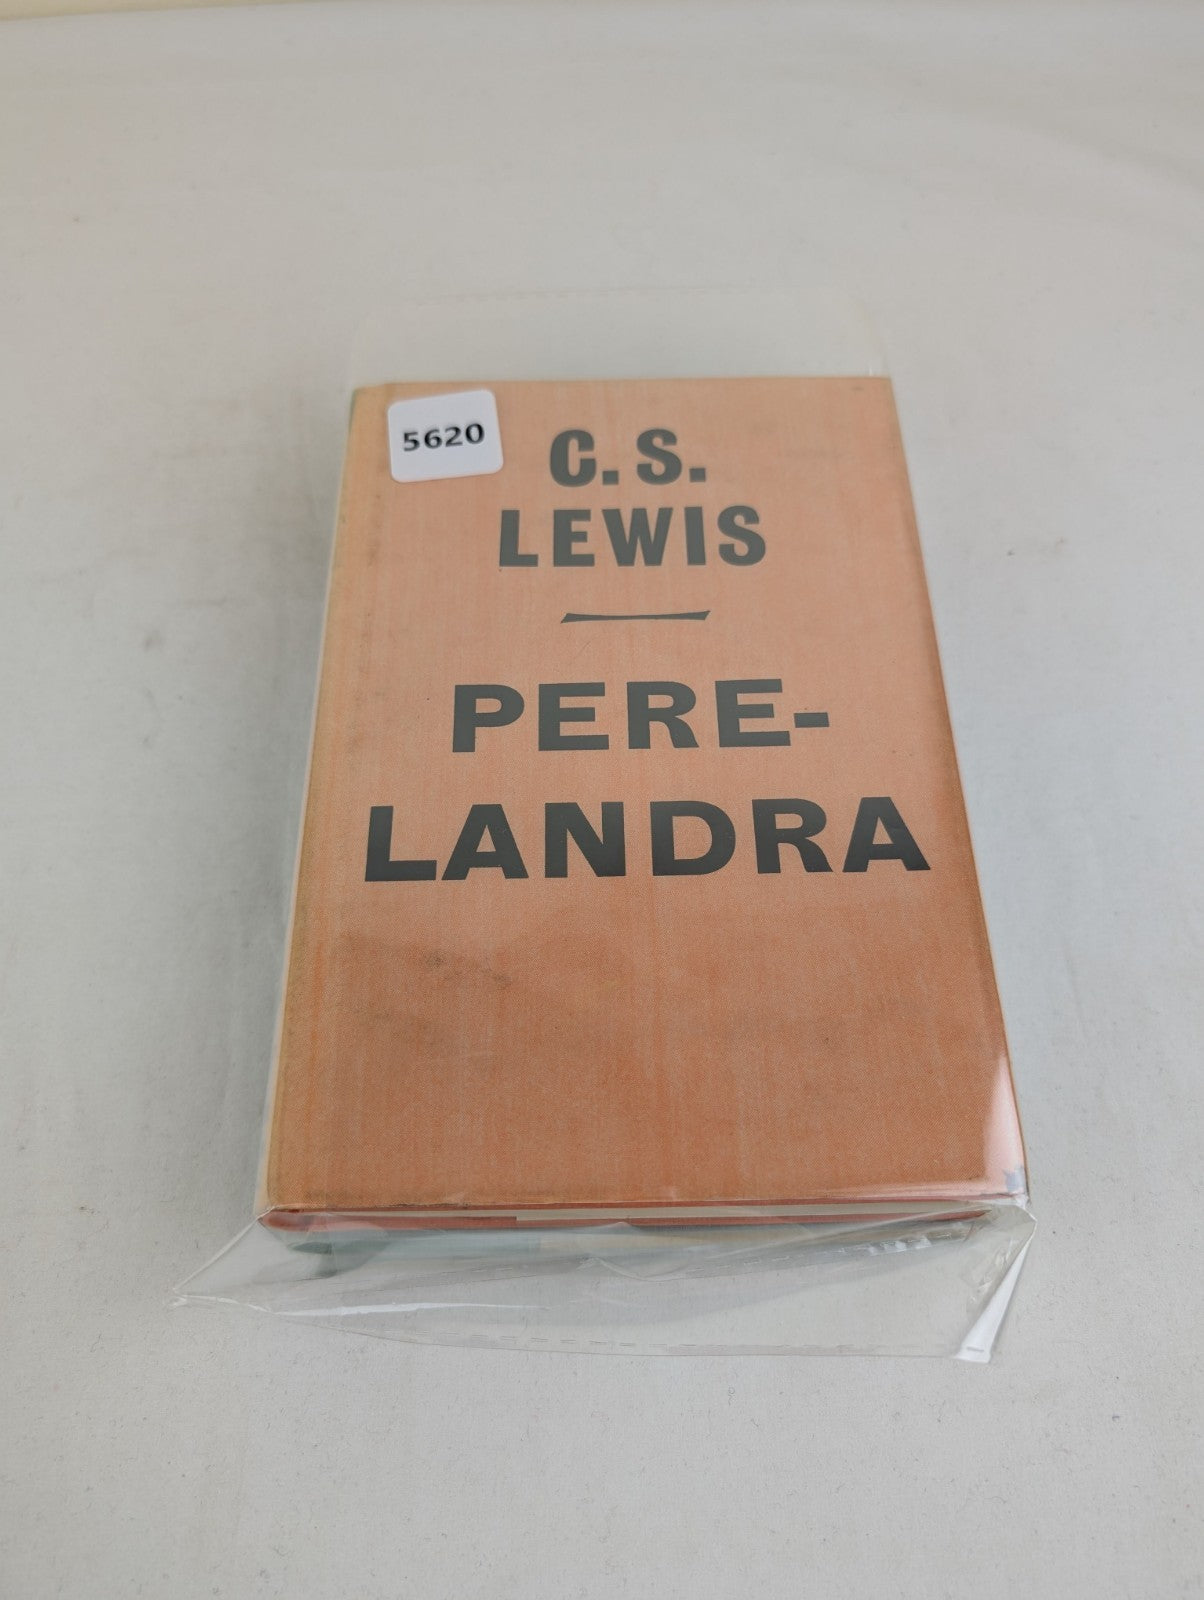 5620
C. S.
LEWIS
PERE-
LANDRA